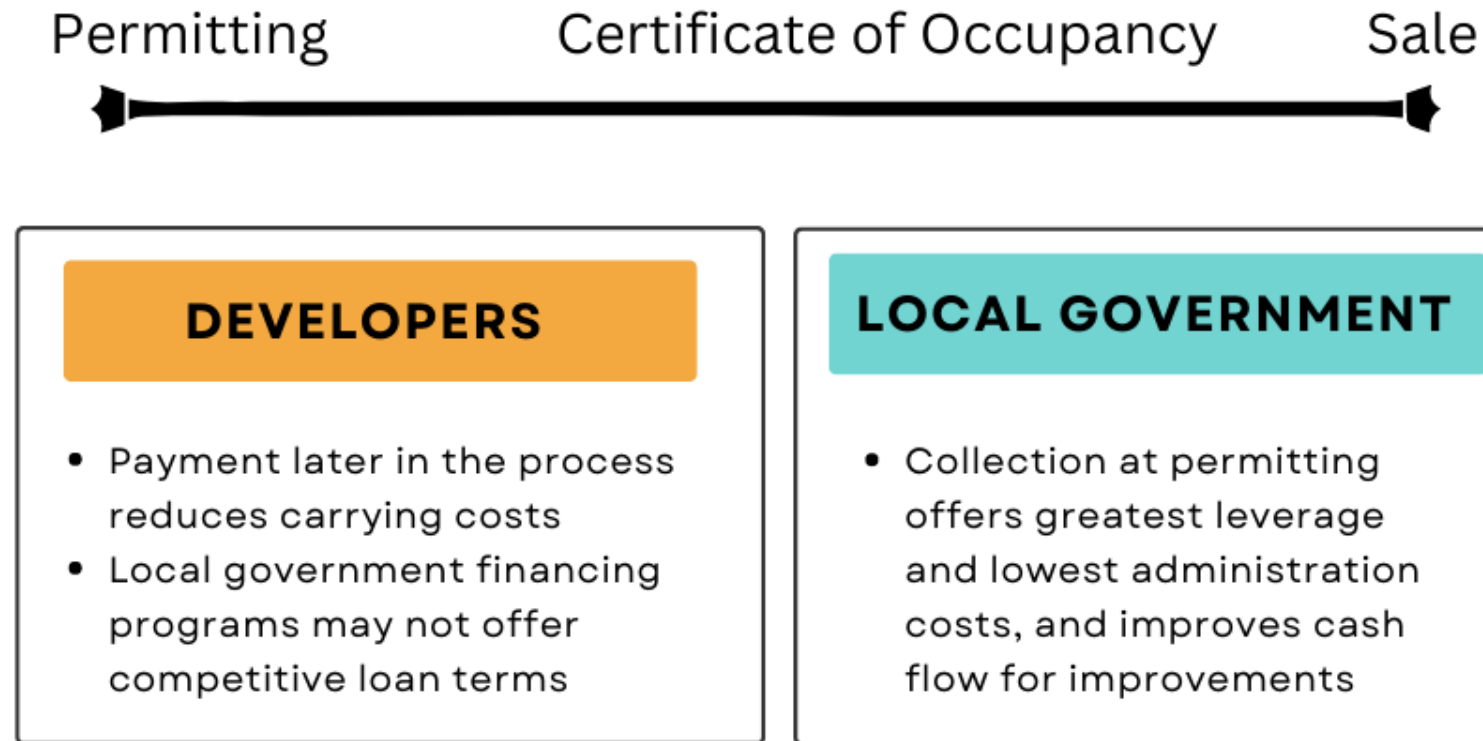 Permitting Certificate of Occupancy Sale
DEVELOPERS
• Payment later in the process
reduces carrying costs
• Local government financing
programs may not offer
competitive loan terms
LOCAL GOVERNMENT
• Collection at permitting
offers greatest leverage
and lowest administration
costs, and improves cash
flow for improvements